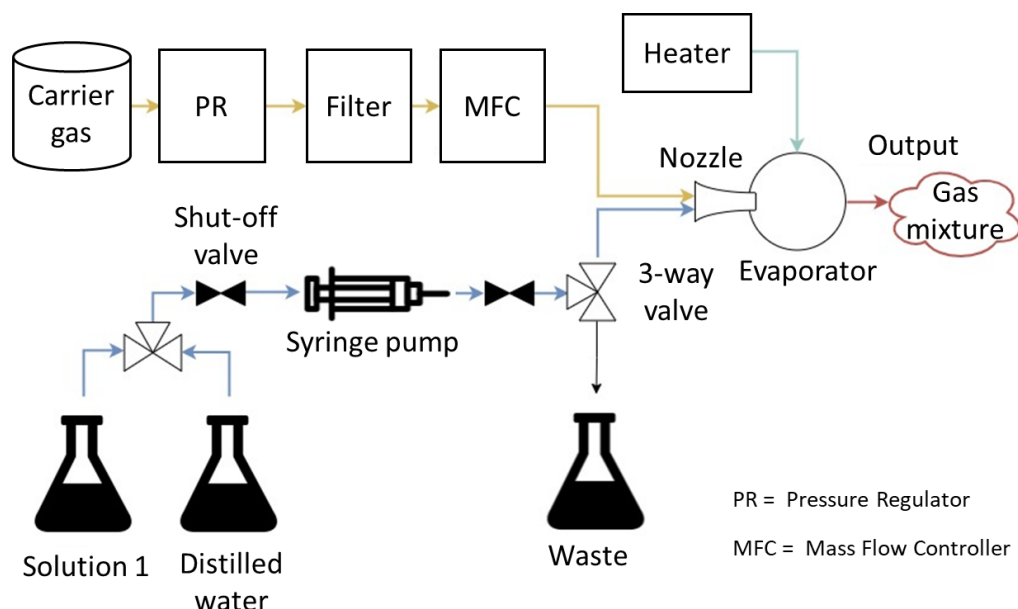 Carrier
gas
PR
Filter
MFC
Heater
Nozzle
Output
Gas
mixture
Evaporator
Shut-off
valve
Syringe pump
3-way
valve
Solution 1
Distilled
water
Waste
PR = Pressure Regulator
MFC = Mass Flow Controller